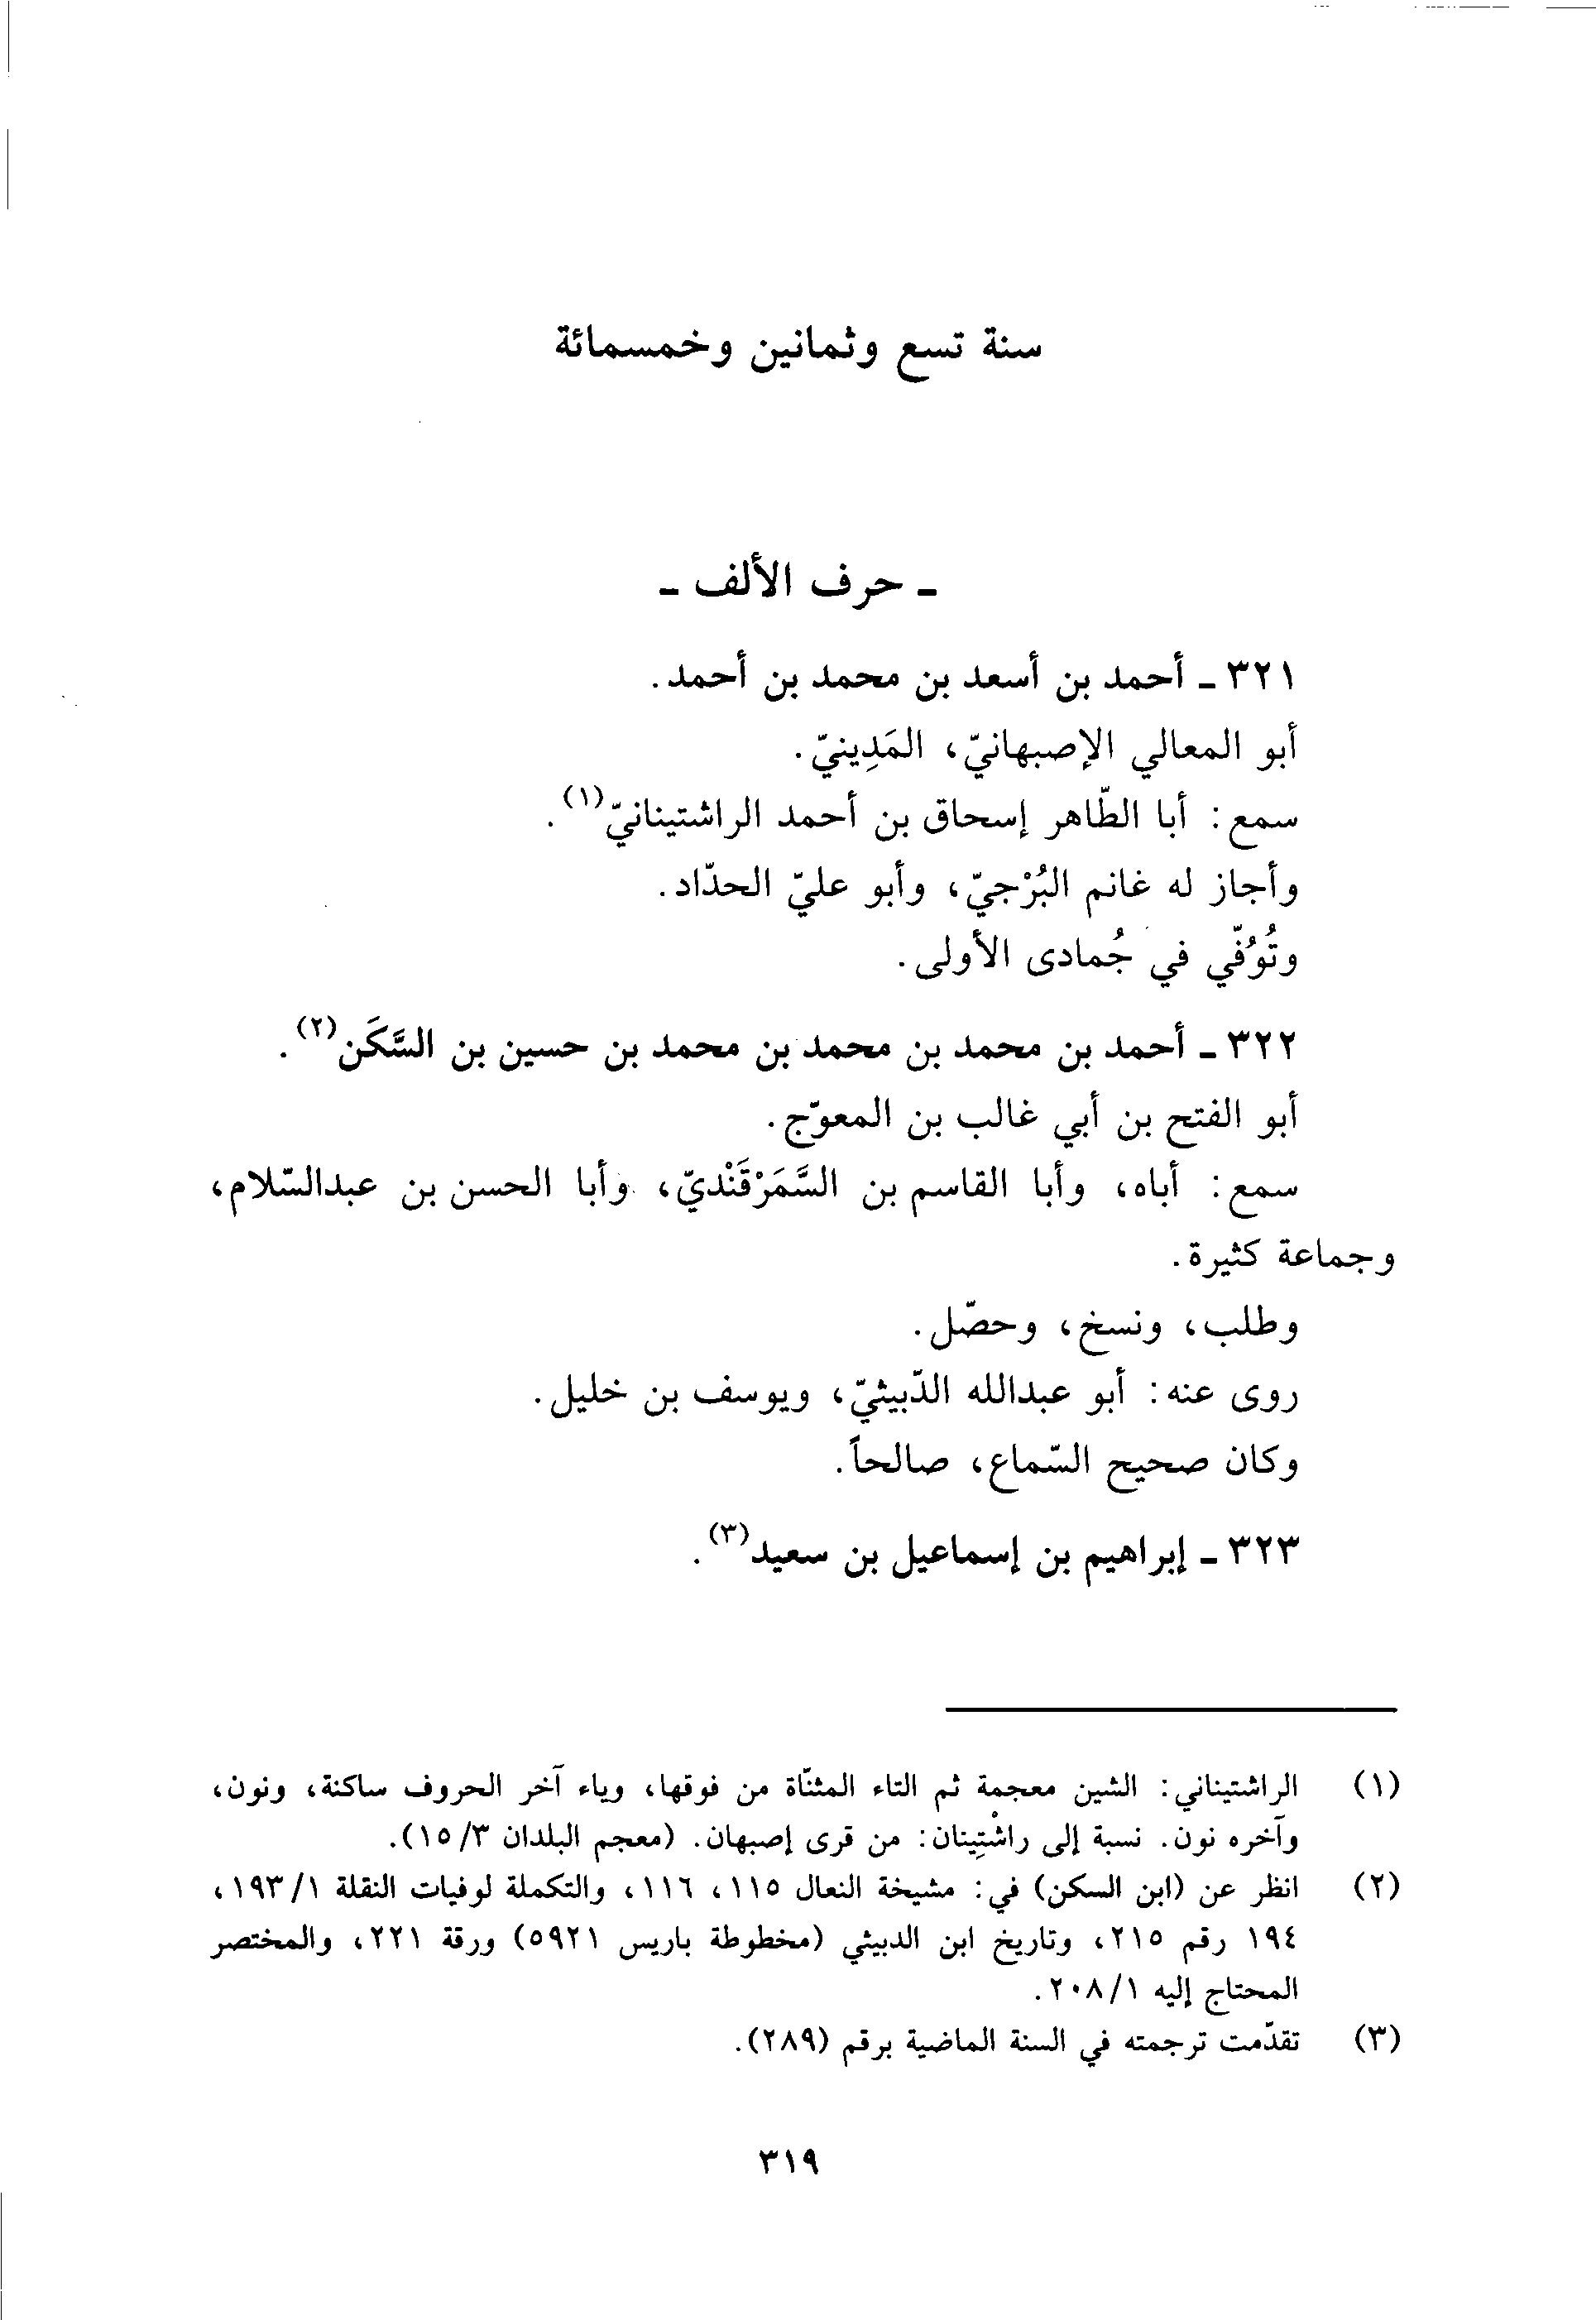 سنة تسع وثمانين وخمسمائة
ـ حرف الألف ـ
٣٢١ ـ أحمد بن أسعد بن محمد بن أحمد.
أبو المعالي الإصبهانيّ، المَدِينيّ.
سمع: أبا الطّاهر إسحاق بن أحمد الراشتينانيّ(١).
وأجاز له غانم البُرْجيّ، وأبو عليّ الحدّاد.
وتُوُفّي في جُمادى الأولى.
٣٢٢ ـ أحمد بن محمد بن محمد بن محمد بن حسين بن السَّكَن(٢).
أبو الفتح بن أبي غالب بن المعوّج.
سمع: أباه، وأبا القاسم بن السَّمَرْقَنْديّ، وأبا الحسن بن عبدالسّلام،
وجماعة كثيرة.
وطلب، ونسخ، وحصّل.
روى عنه: أبو عبدالله الدّبيثيّ، ويوسف بن خليل.
وكان صحيح السّماع، صالحاً.
٣٢٣ ـ إبراهيم بن إسماعيل بن سعيد(٣).
(١) الراشتيناني: الشين معجمة ثم التاء المثنّاة من فوقها، وياء آخر الحروف ساكنة، ونون،
وآخره نون. نسبة إلى راشْتِينان: من قرى إصبهان. (معجم البلدان ٣/١٥).
(٢) انظر عن (ابن السكن) في: مشيخة النعال ١١٥، ١١٦، والتكملة لوفيات النقلة ١/١٩٣،
١٩٤ رقم ٢١٥، وتاريخ ابن الدبيثي (مخطوطة باريس ٥٩٢١) ورقة ٢٢١، والمختصر
المحتاج إليه ١/٢٠٨.
(٣) تقدّمت ترجمته في السنة الماضية برقم (٢٨٩).
٣١٩